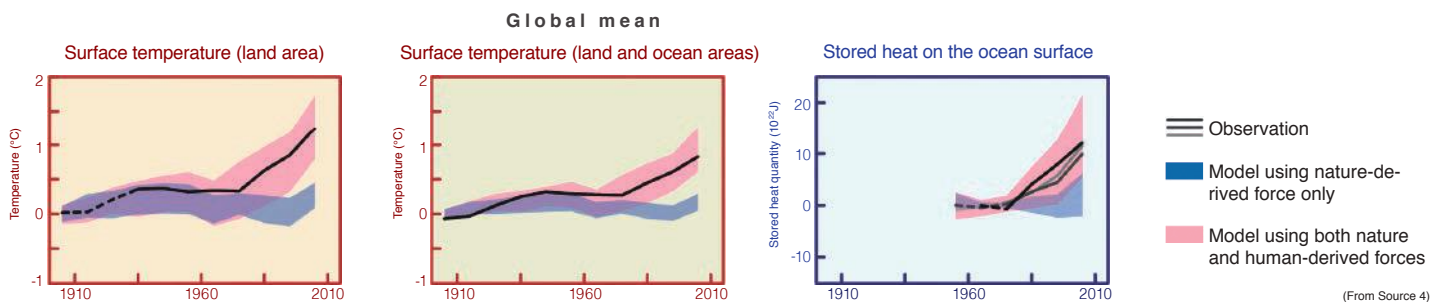 Global mean
Surface temperature (land area)
Temperature (°C)
2
1
0
-1
1910
1960
2010
Surface temperature (land and ocean areas)
Temperature (°C)
2
1
0
-1
1910
1960
2010
Stored heat on the ocean surface
Stored heat quantity (10²²J)
20
10
0
-10
1910
1960
2010
Observation
Model using nature-de-
rived force only
Model using both nature
and human-derived forces
(From Source 4)